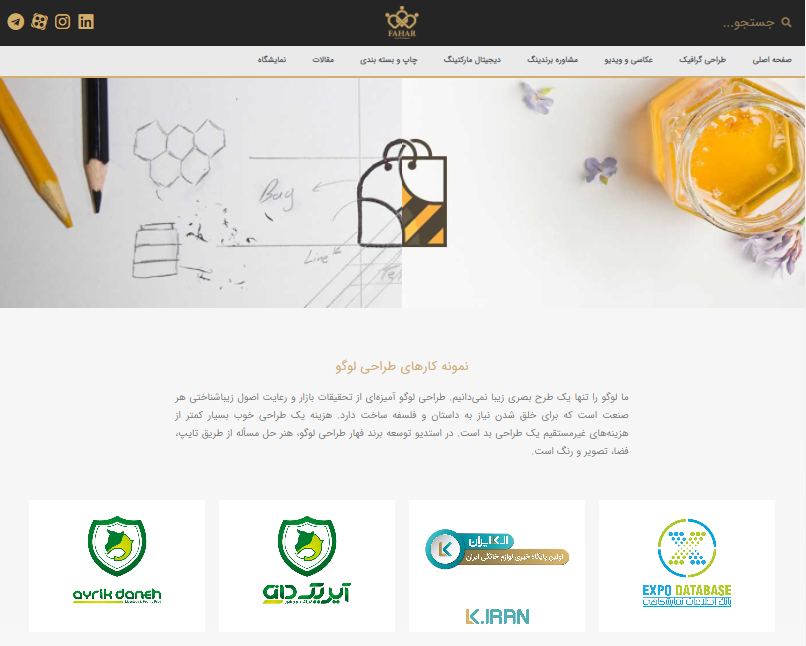 جستجو...
FAHAR
صفحه اصلی
طراحی گرافیک
عکاسی و ویدیو
مشاوره برندینگ
دیجیتال مارکتینگ
چاپ و بسته بندی
مقالات
نمایشگاه
Bag
Line
نمونه کارهای طراحی لوگو
ما لوگو را تنها یک طرح بصری زیبا نمی‌دانیم. طراحی لوگو آمیزه‌ای از تحقیقات بازار و رعایت اصول زیباشناختی هر
صنعت است که برای خلق شدن نیاز به داستان و فلسفه ساخت دارد. هزینه یک طراحی خوب بسیار کمتر از
هزینه‌های غیرمستقیم یک طراحی بد است. در استدیو توسعه برند فهار طراحی لوگو، هنر حل مسأله از طریق تایپ،
فضا، تصویر و رنگ است.
EXPO DATABASE
بانک اطلاعات نمایشگاهی
ال.کا.ایران
اولین پایگاه خبری لوازم خانگی ایران
K.IRAN
آیریک دانه
ayrik daneh